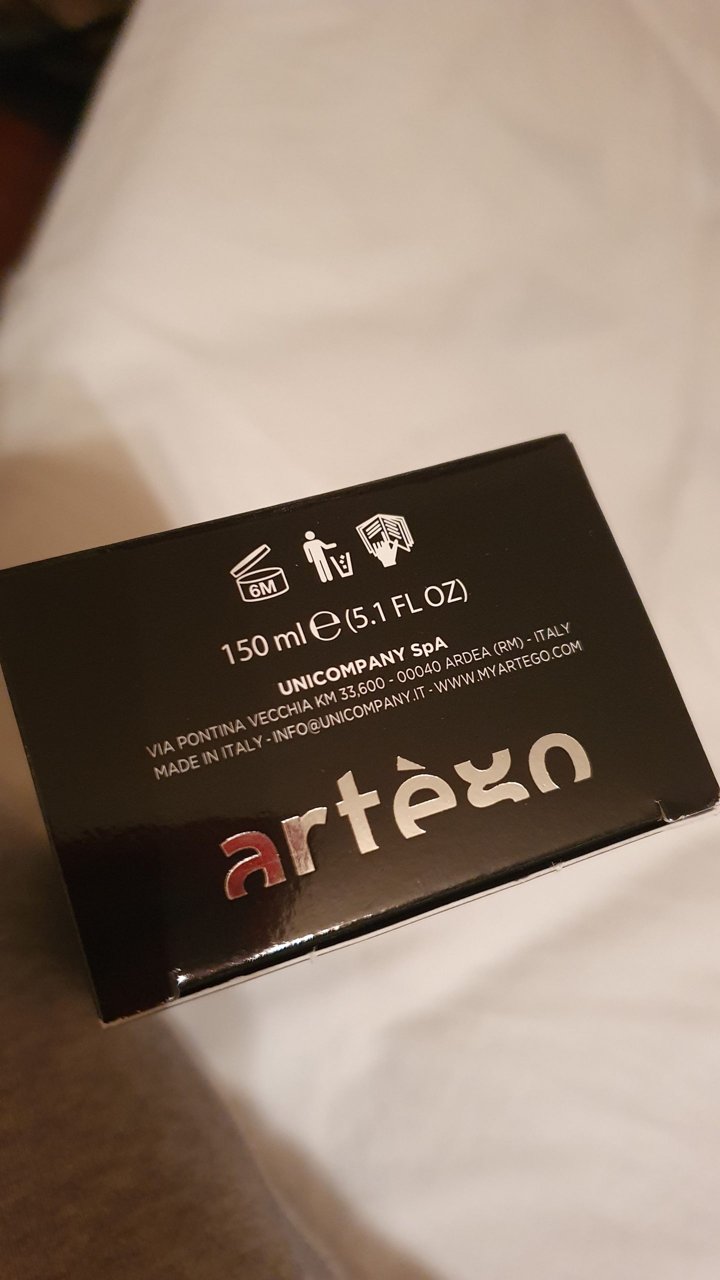 6M
150 ml ℮ (5.1 FL OZ)
UNICOMPANY SpA
VIA PONTINA VECCHIA KM 33,600 - 00040 ARDEA (RM) - ITALY
MADE IN ITALY - INFO@UNICOMPANY.IT - WWW.MYARTEGO.COM
artègo